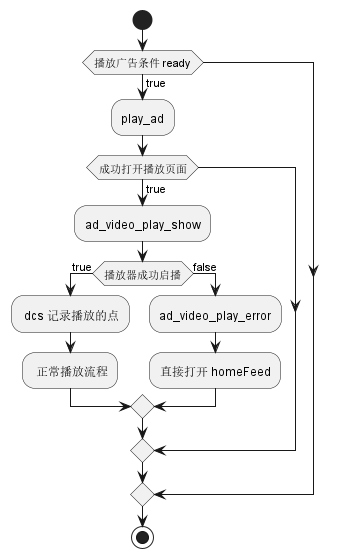 播放广告条件 ready
true
play_ad
成功打开播放页面
true
ad_video_play_show
true
播放器成功启播
false
dcs 记录播放的点
ad_video_play_error
正常播放流程
直接打开 homeFeed